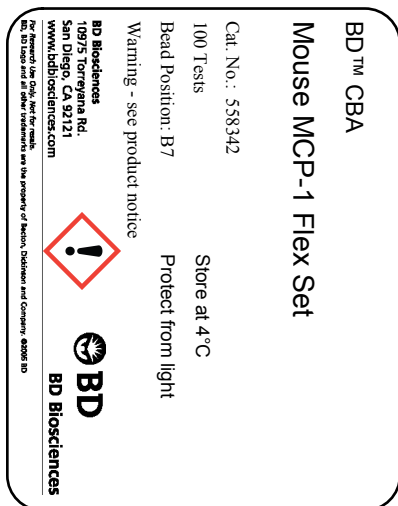 BD™ CBA
Mouse MCP-1 Flex Set
Cat. No.: 558342
100 Tests Store at 4°C
Bead Position: B7 Protect from light
Warning - see product notice
BD Biosciences
10975 Torreyana Rd.
San Diego, CA 92121
www.bdbiosciences.com
BD
BD Biosciences
For Research Use Only. Not for resale.
BD, BD Logo and all other trademarks are the property of Becton, Dickinson and Company. ©2005 BD